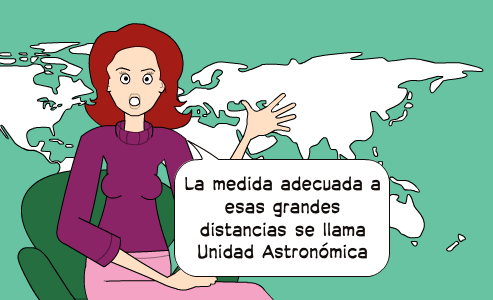 La medida adecuada a
esas grandes
distancias se llama
Unidad Astronómica